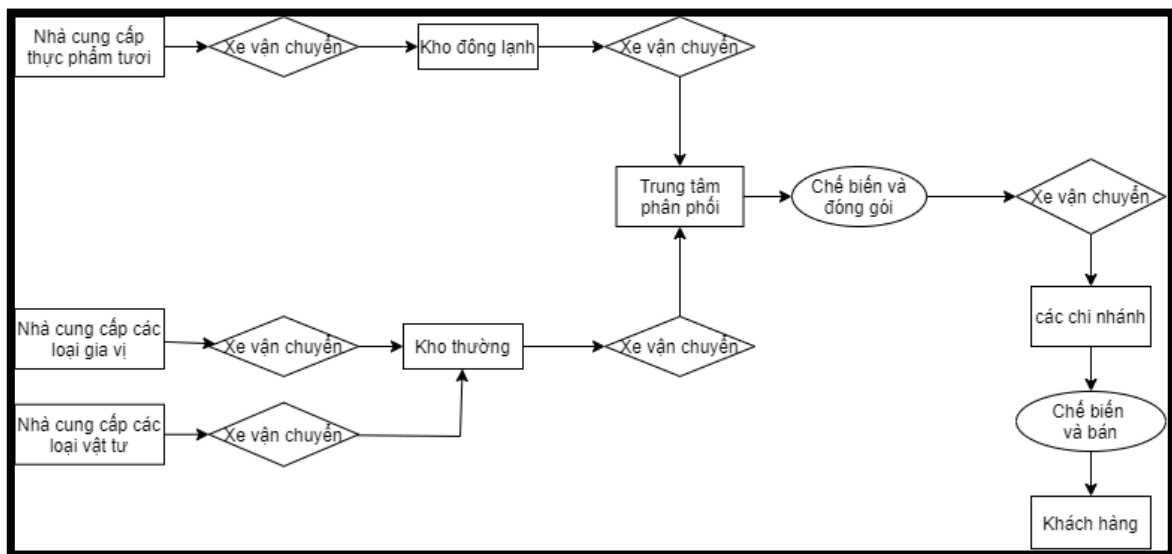 Nhà cung cấp
thực phẩm tươi
Xe vận chuyển
Kho đông lạnh
Xe vận chuyển
Trung tâm
phân phối
Chế biến và
đóng gói
Xe vận chuyển
các chi nhánh
Nhà cung cấp các
loại gia vị
Xe vận chuyển
Kho thường
Xe vận chuyển
Nhà cung cấp các
loại vật tư
Xe vận chuyển
Chế biến
và bán
Khách hàng